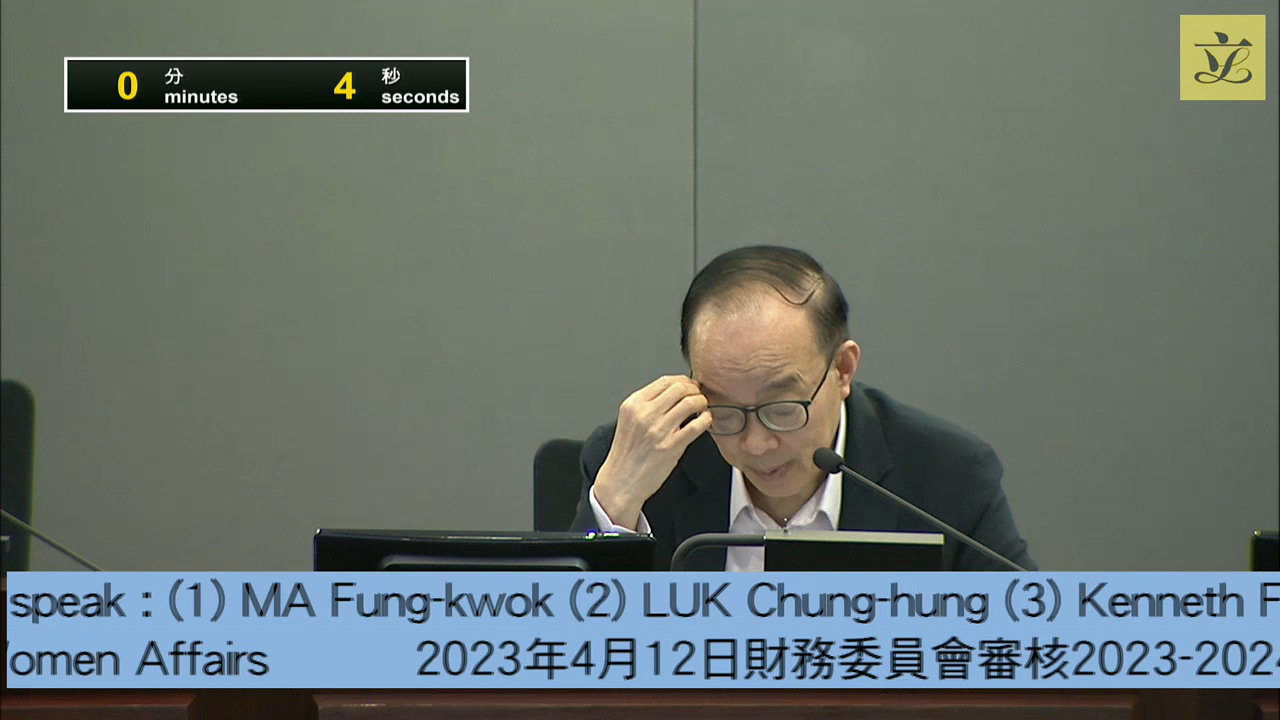 0 分 4 秒
minutes seconds
立
speak : (1) MA Fung-kwok (2) LUK Chung-hung (3) Kenneth
Affairs 2023年4月12日財務委員會審核2023-2024